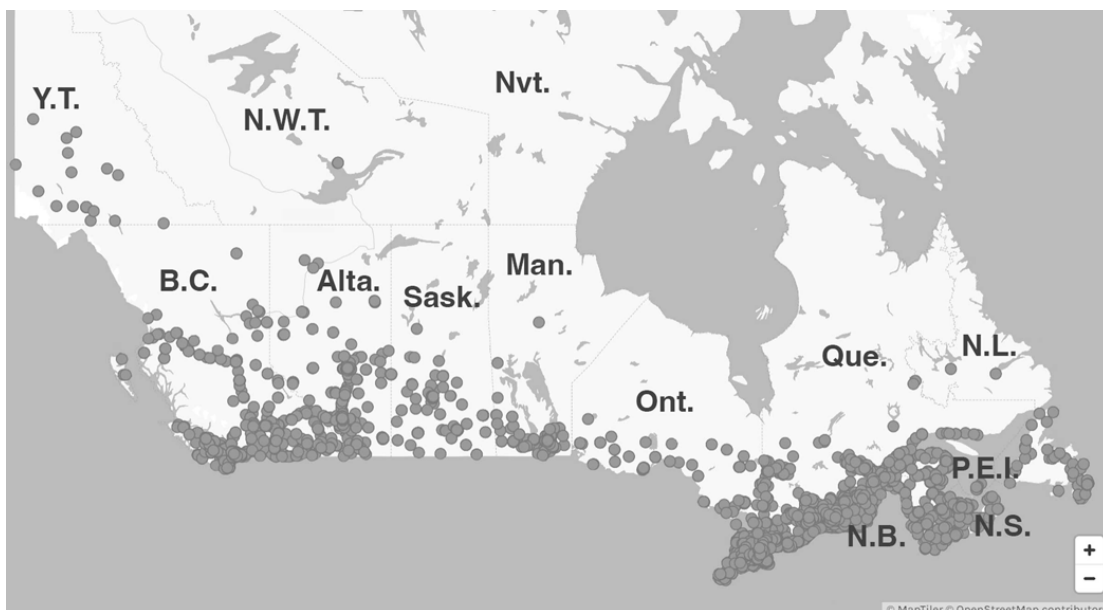 Y.T.
N.W.T.
Nvt.
B.C.
Alta.
Sask.
Man.
Ont.
Que.
N.L.
P.E.I.
N.B.
N.S.
+
−
© MapTiler © OpenStreetMap contributors